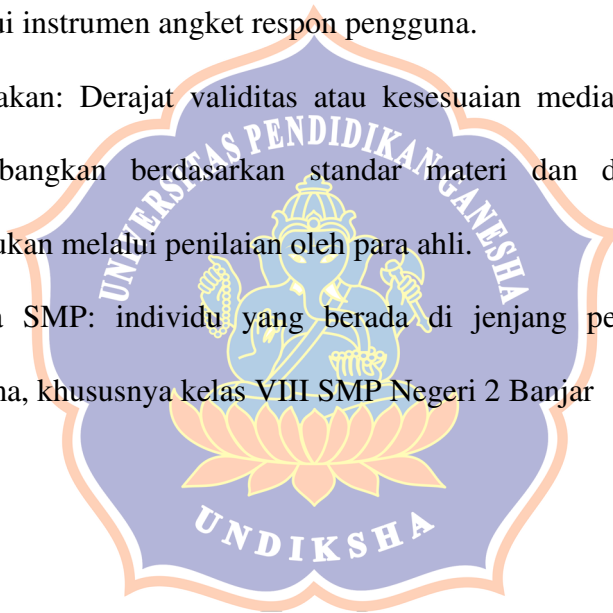 ui instrumen angket respon pengguna.
akan: Derajat validitas atau kesesuaian media
bangkan berdasarkan standar materi dan d
ukan melalui penilaian oleh para ahli.
a SMP: individu yang berada di jenjang pe
na, khususnya kelas VIII SMP Negeri 2 Banjar
UNIVERSITAS PENDIDIKAN GANESHA
UNDIKSHA